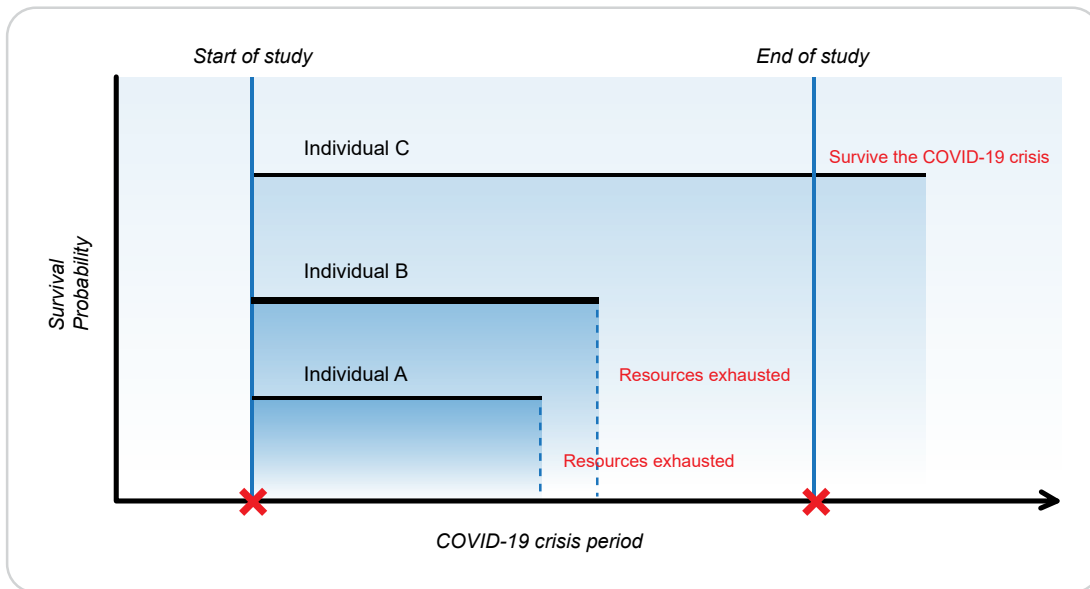 Start of study
End of study
Individual C
Survive the COVID-19 crisis
Individual B
Survival
Probability
Individual A
Resources exhausted
Resources exhausted
COVID-19 crisis period